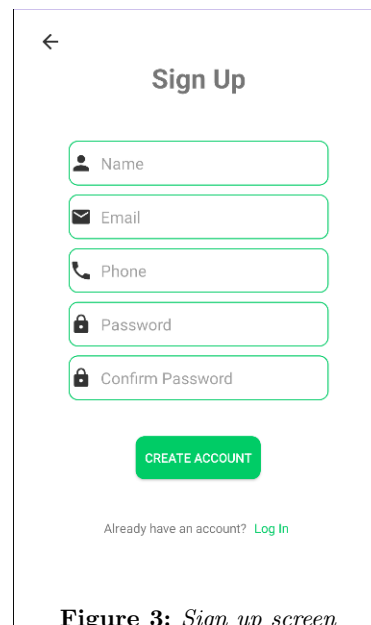 Sign Up
Name
Email
Phone
Password
Confirm Password
CREATE ACCOUNT
Already have an account? Log In
Figure 3: Sign up screen